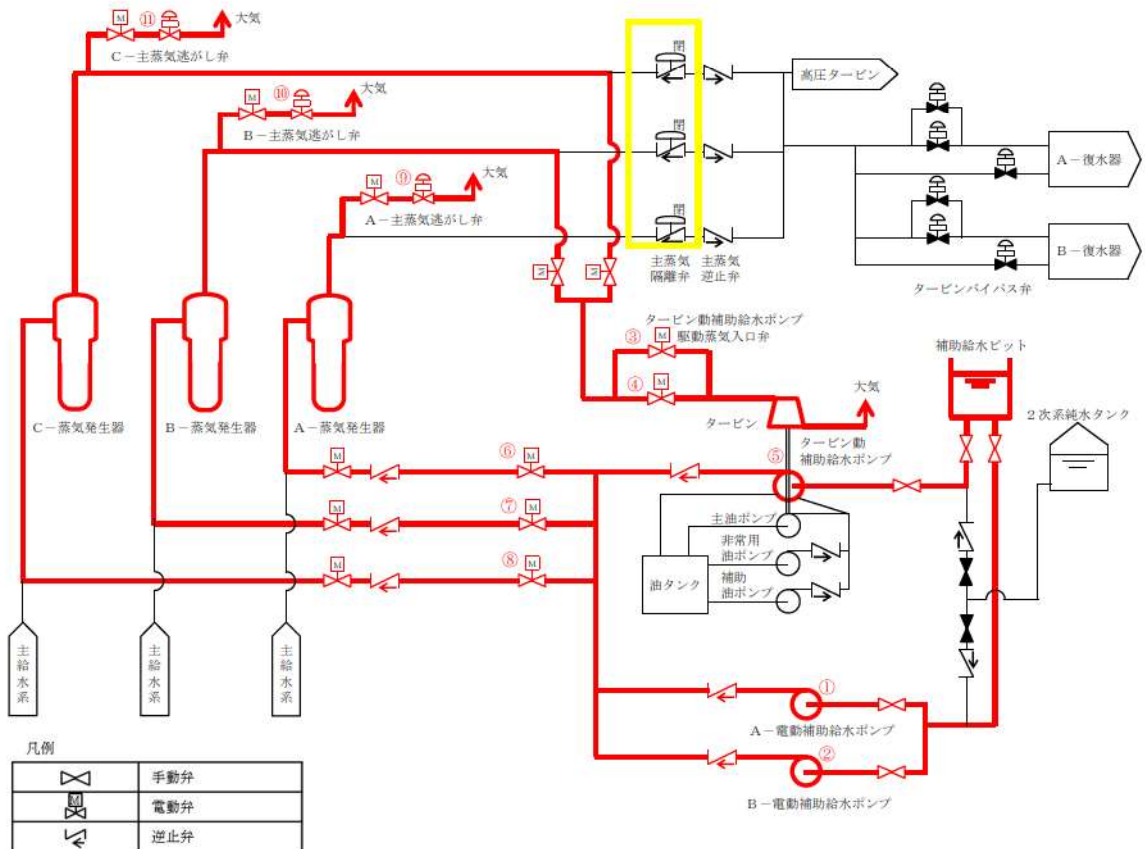 M
⑪
大気
C－主蒸気逃がし弁
閉
高圧タービン
M
⑩
大気
B－主蒸気逃がし弁
閉
A－復水器
M
⑨
大気
A－主蒸気逃がし弁
閉
主蒸気
隔離弁
主蒸気
逆止弁
B－復水器
タービンバイパス弁
M
M
タービン動補助給水ポンプ
駆動蒸気入口弁
③
M
④
M
補助給水ピット
大気
2次系純水タンク
C－蒸気発生器
B－蒸気発生器
A－蒸気発生器
タービン
タービン動
補助給水ポンプ
M
⑥
M
⑤
M
⑦
M
主油ポンプ
非常用
油ポンプ
M
⑧
M
油タンク
補助
油ポンプ
主給水系
主給水系
主給水系
①
A－電動補助給水ポンプ
②
B－電動補助給水ポンプ
凡例
手動弁
M
電動弁
逆止弁